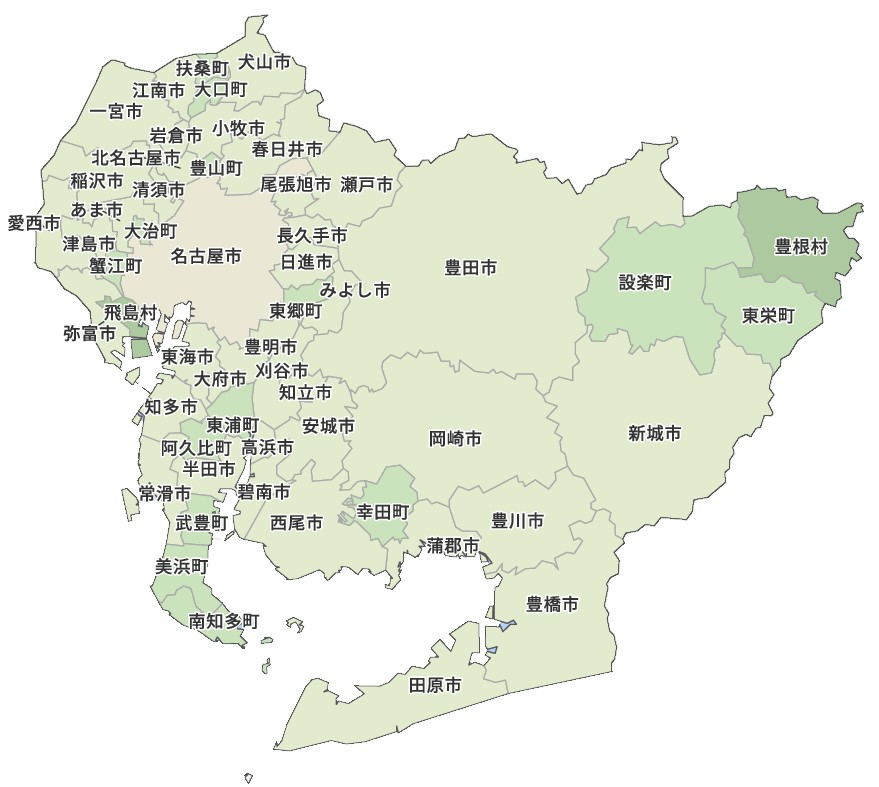 犬山市
扶桑町
江南市
大口町
一宮市
小牧市
岩倉市
春日井市
北名古屋市
豊山町
稲沢市
清須市
尾張旭市
瀬戸市
あま市
愛西市
大治町
長久手市
津島市
豊根村
名古屋市
日進市
蟹江町
豊田市
設楽町
みよし市
東郷町
飛島村
東栄町
弥富市
豊明市
東海市
刈谷市
大府市
知立市
知多市
東浦町
安城市
新城市
岡崎市
阿久比町
高浜市
半田市
常滑市
碧南市
幸田町
武豊町
西尾市
豊川市
蒲郡市
美浜町
豊橋市
南知多町
田原市